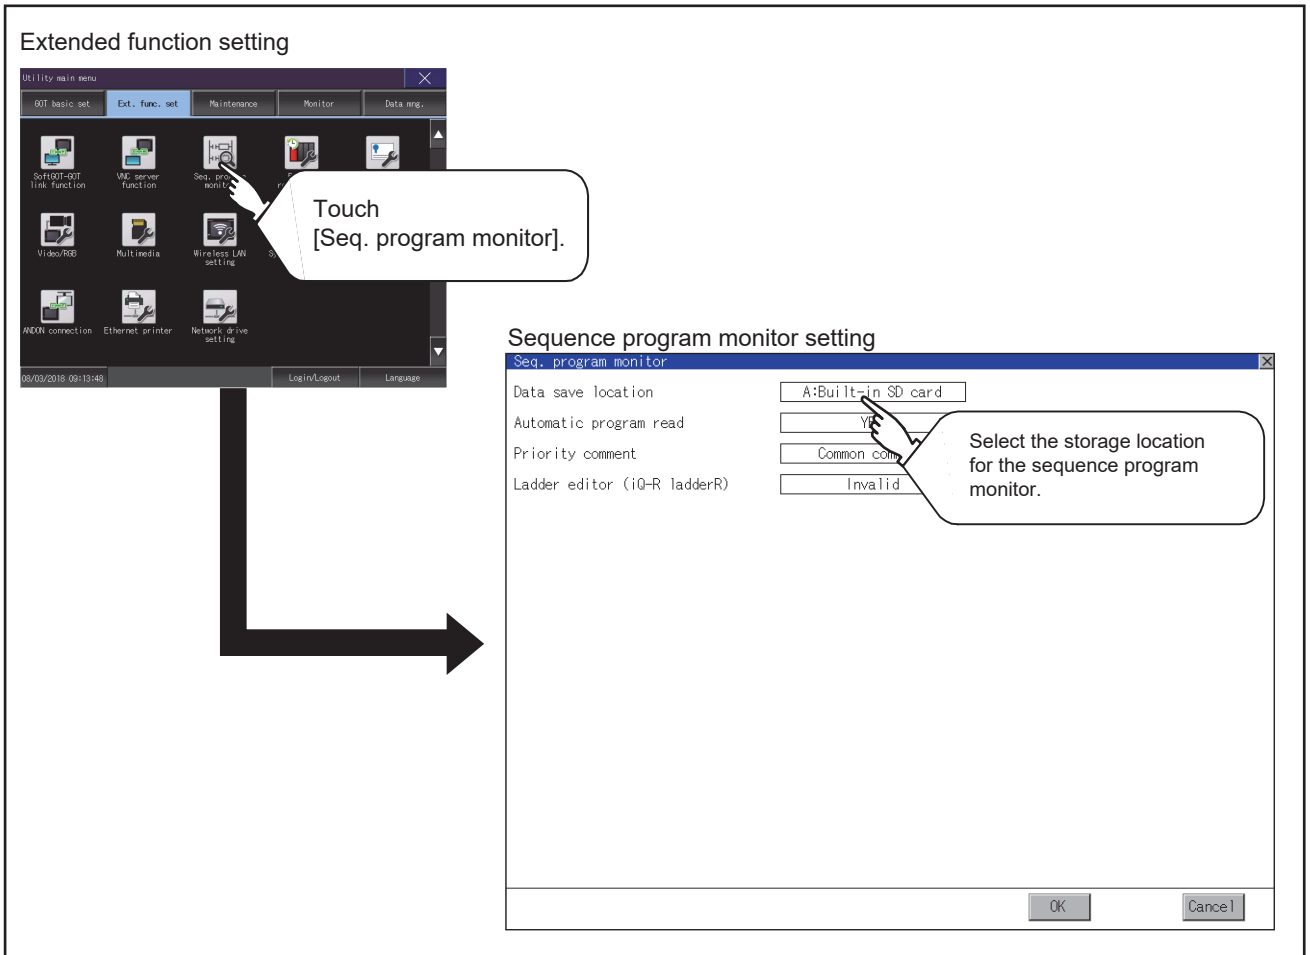 Extended function setting
Utility main menu
GOT basic set
Ext. func. set
Maintenance
Monitor
Data mng.
SoftGOT-GOT
link function
VNC server
function
Seq.
Video/RGB
Multimedia
Wireless LAN
setting
ANDON connection
Ethernet printer
Network drive
setting
08/03/2018 09:13:48
Login/Logout
Language
Touch
[Seq. program monitor].
Sequence program monitor setting
Seq. program monitor
Data save location
A:Built-in SD card
Automatic program read
Priority comment
Common
Ladder editor (iQ-R ladderR)
Invalid
Select the storage location
for the sequence program
monitor.
OK
Cancel